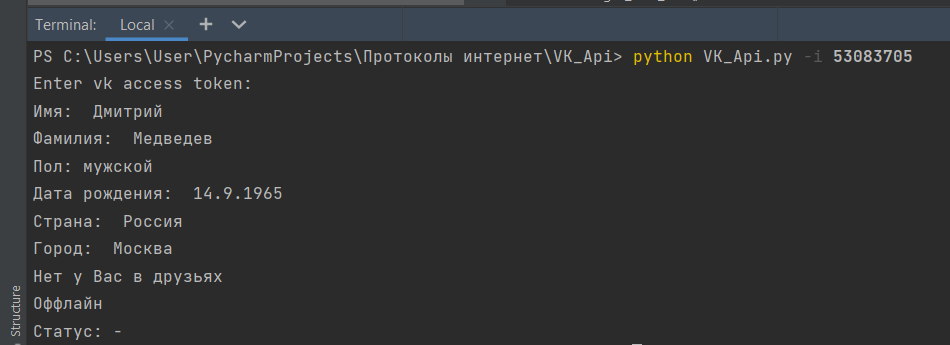 Terminal: Local
PS C:\Users\User\PycharmProjects\Протоколы интернет\VK_Api> python VK_Api.py -i 53083705
Enter vk access token:
Имя:  Дмитрий
Фамилия:  Медведев
Пол: мужской
Дата рождения:  14.9.1965
Страна:  Россия
Город:  Москва
Нет у Вас в друзьях
Оффлайн
Статус: -
Structure